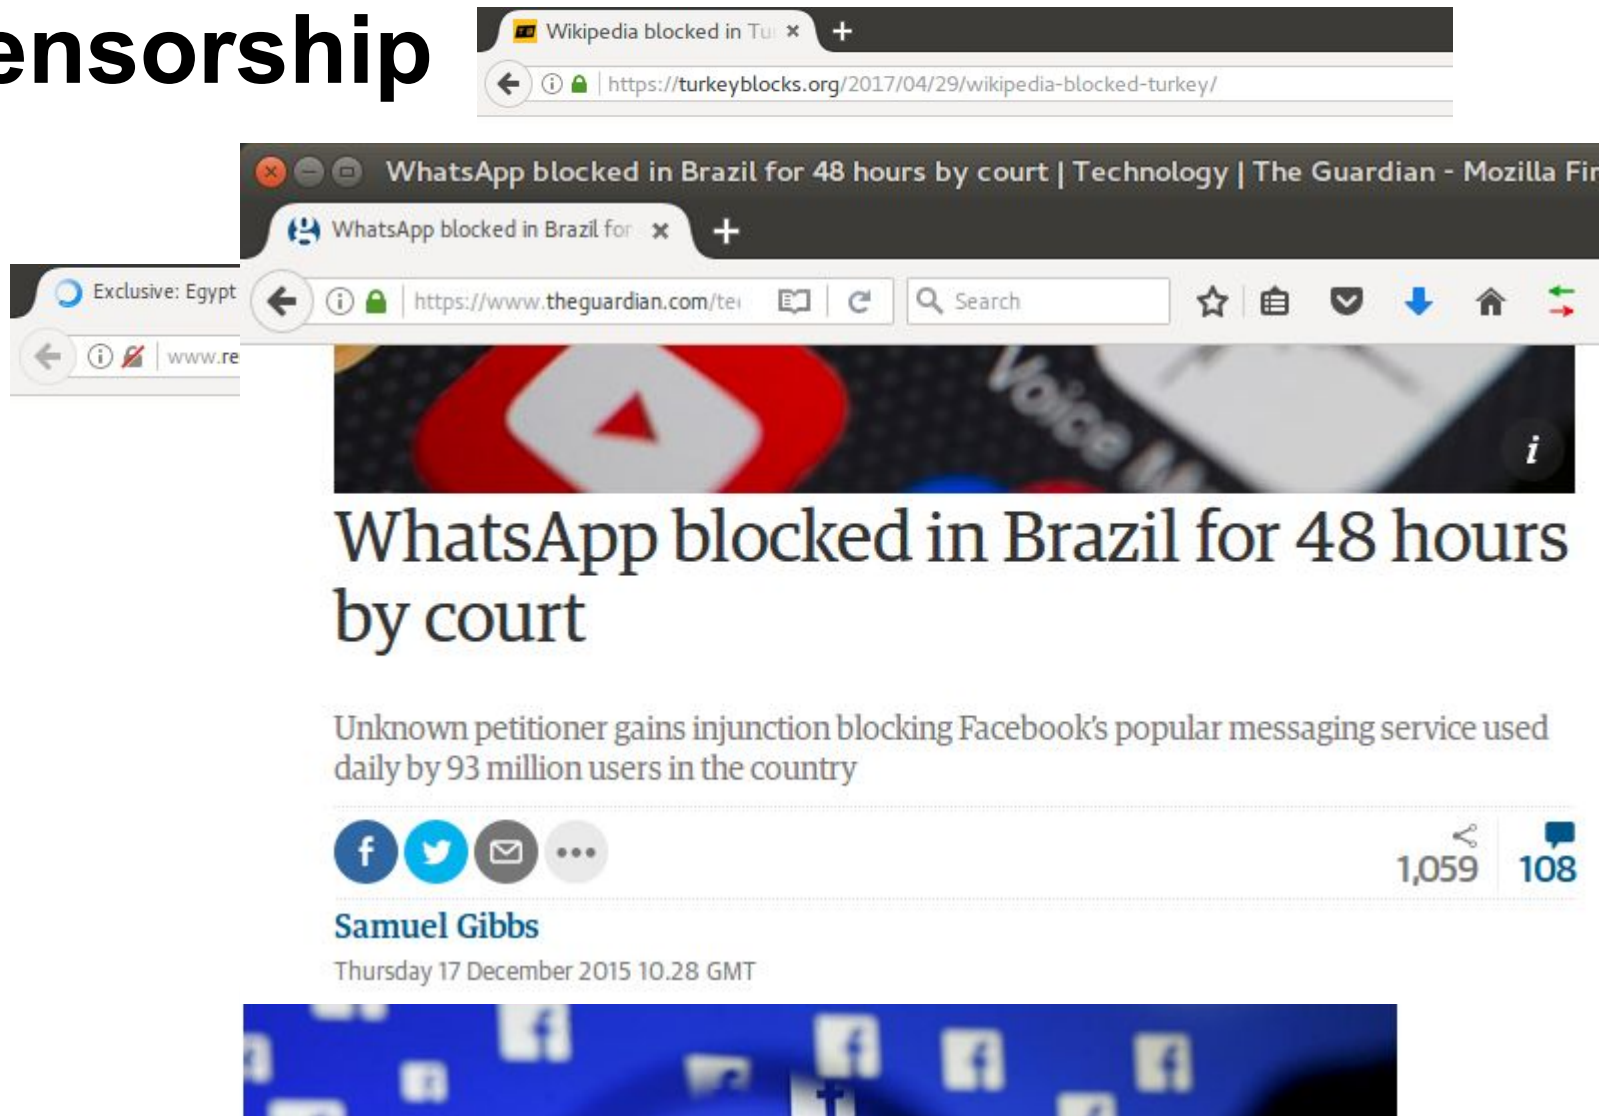 ensorship
Wikipedia blocked in Tu
https://turkeyblocks.org/2017/04/29/wikipedia-blocked-turkey/
WhatsApp blocked in Brazil for 48 hours by court | Technology | The Guardian - Mozilla Fir
WhatsApp blocked in Brazil for
Exclusive: Egypt
https://www.theguardian.com/te
Search
www.re
Voice M
i
WhatsApp blocked in Brazil for 48 hours
by court
Unknown petitioner gains injunction blocking Facebook's popular messaging service used
daily by 93 million users in the country
1,059
108
Samuel Gibbs
Thursday 17 December 2015 10.28 GMT